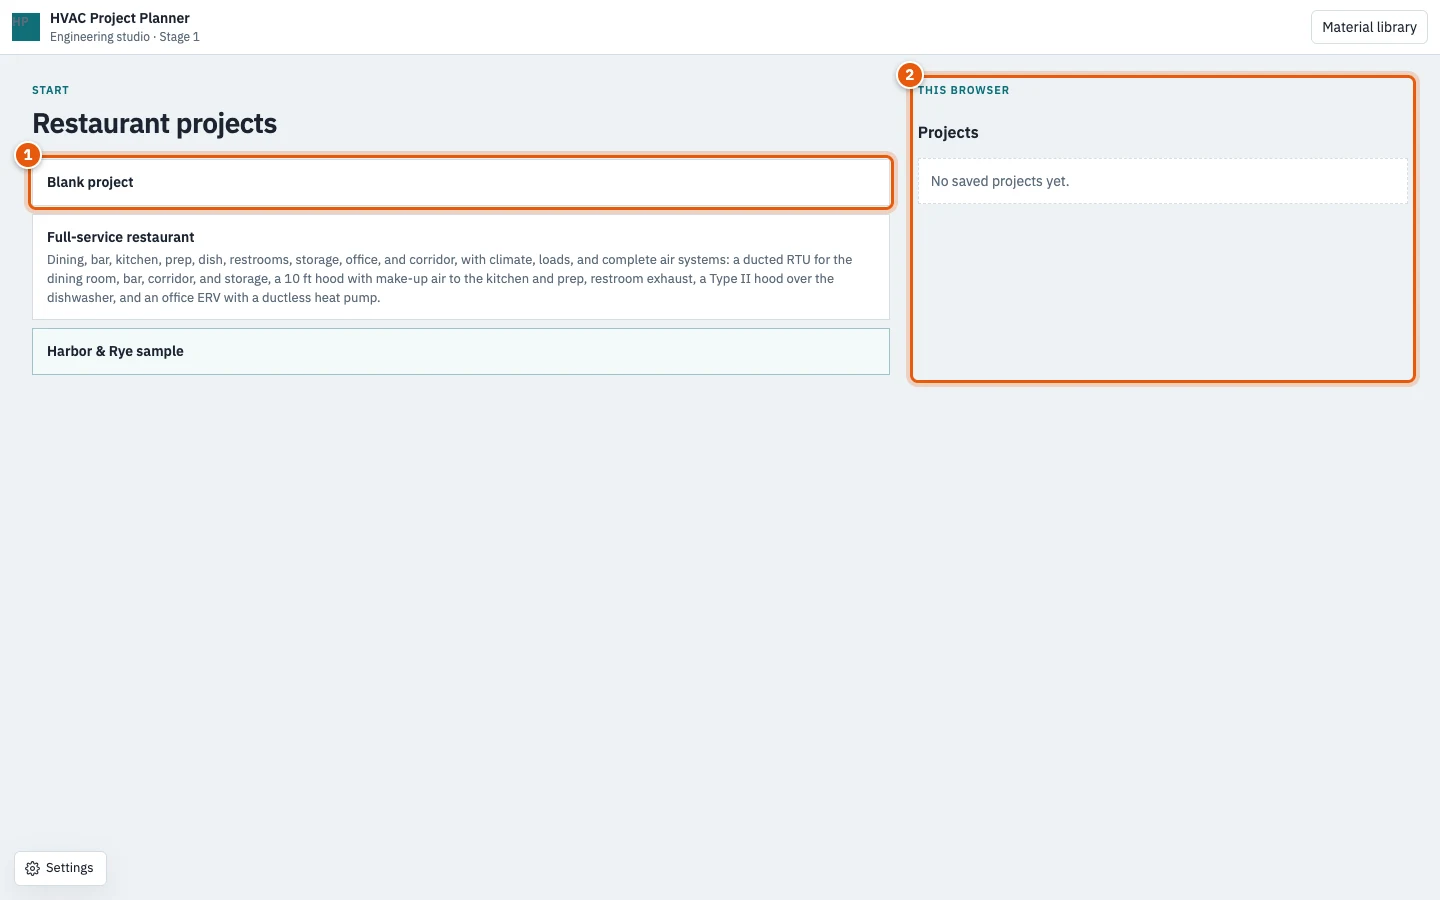 HP
HVAC Project Planner
Engineering studio · Stage 1
Material library
START
Restaurant projects
1
Blank project
Full-service restaurant
Dining, bar, kitchen, prep, dish, restrooms, storage, office, and corridor, with climate, loads, and complete air systems: a ducted RTU for the
dining room, bar, corridor, and storage, a 10 ft hood with make-up air to the kitchen and prep, restroom exhaust, a Type II hood over the
dishwasher, and an office ERV with a ductless heat pump.
Harbor & Rye sample
2
THIS BROWSER
Projects
No saved projects yet.
Settings